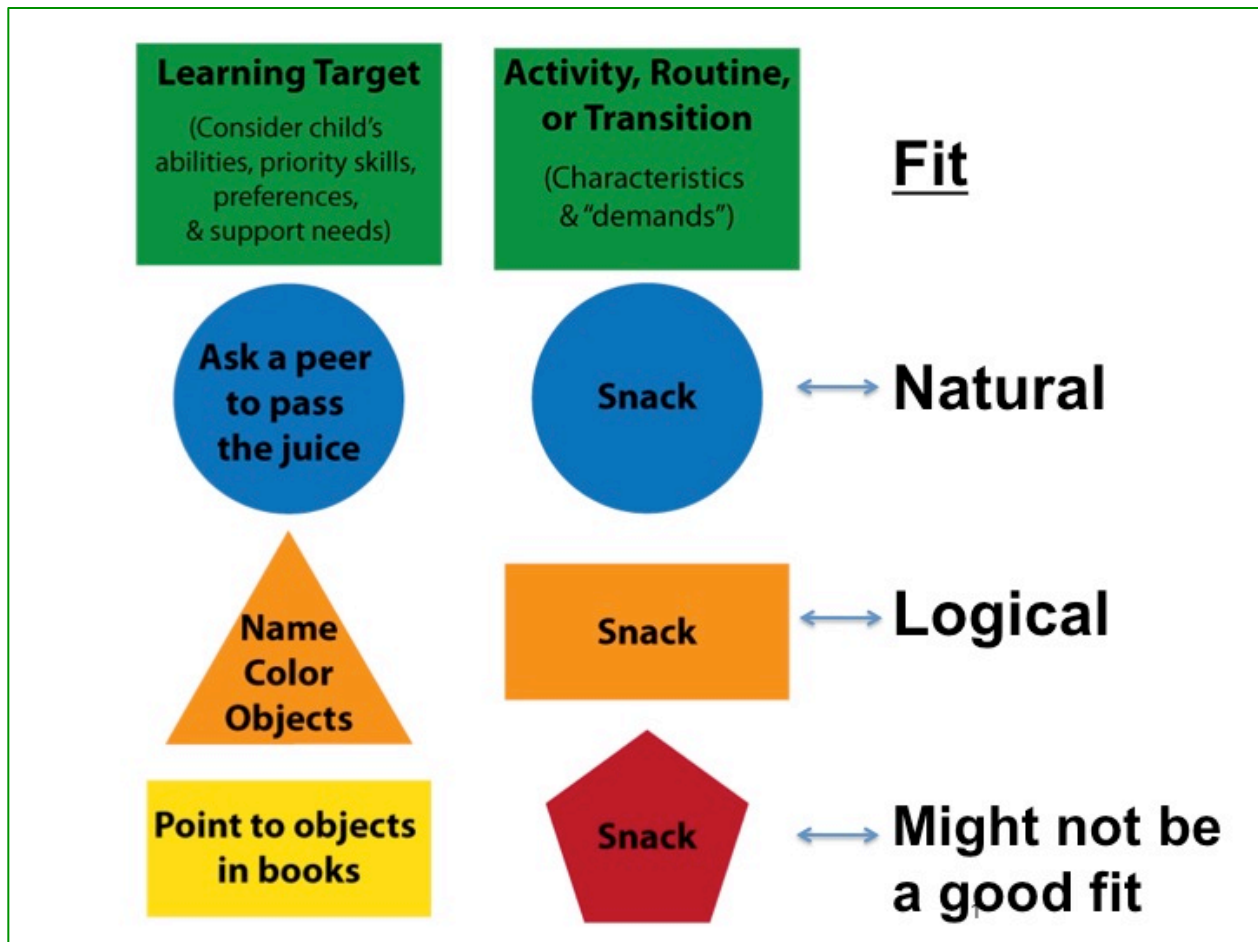 Learning Target
(Consider child's
abilities, priority skills,
preferences,
& support needs)
Activity, Routine,
or Transition
(Characteristics
& "demands")
Fit
Ask a peer
to pass
the juice
Snack
Natural
Name
Color
Objects
Snack
Logical
Point to objects
in books
Snack
Might not be
a good fit
1